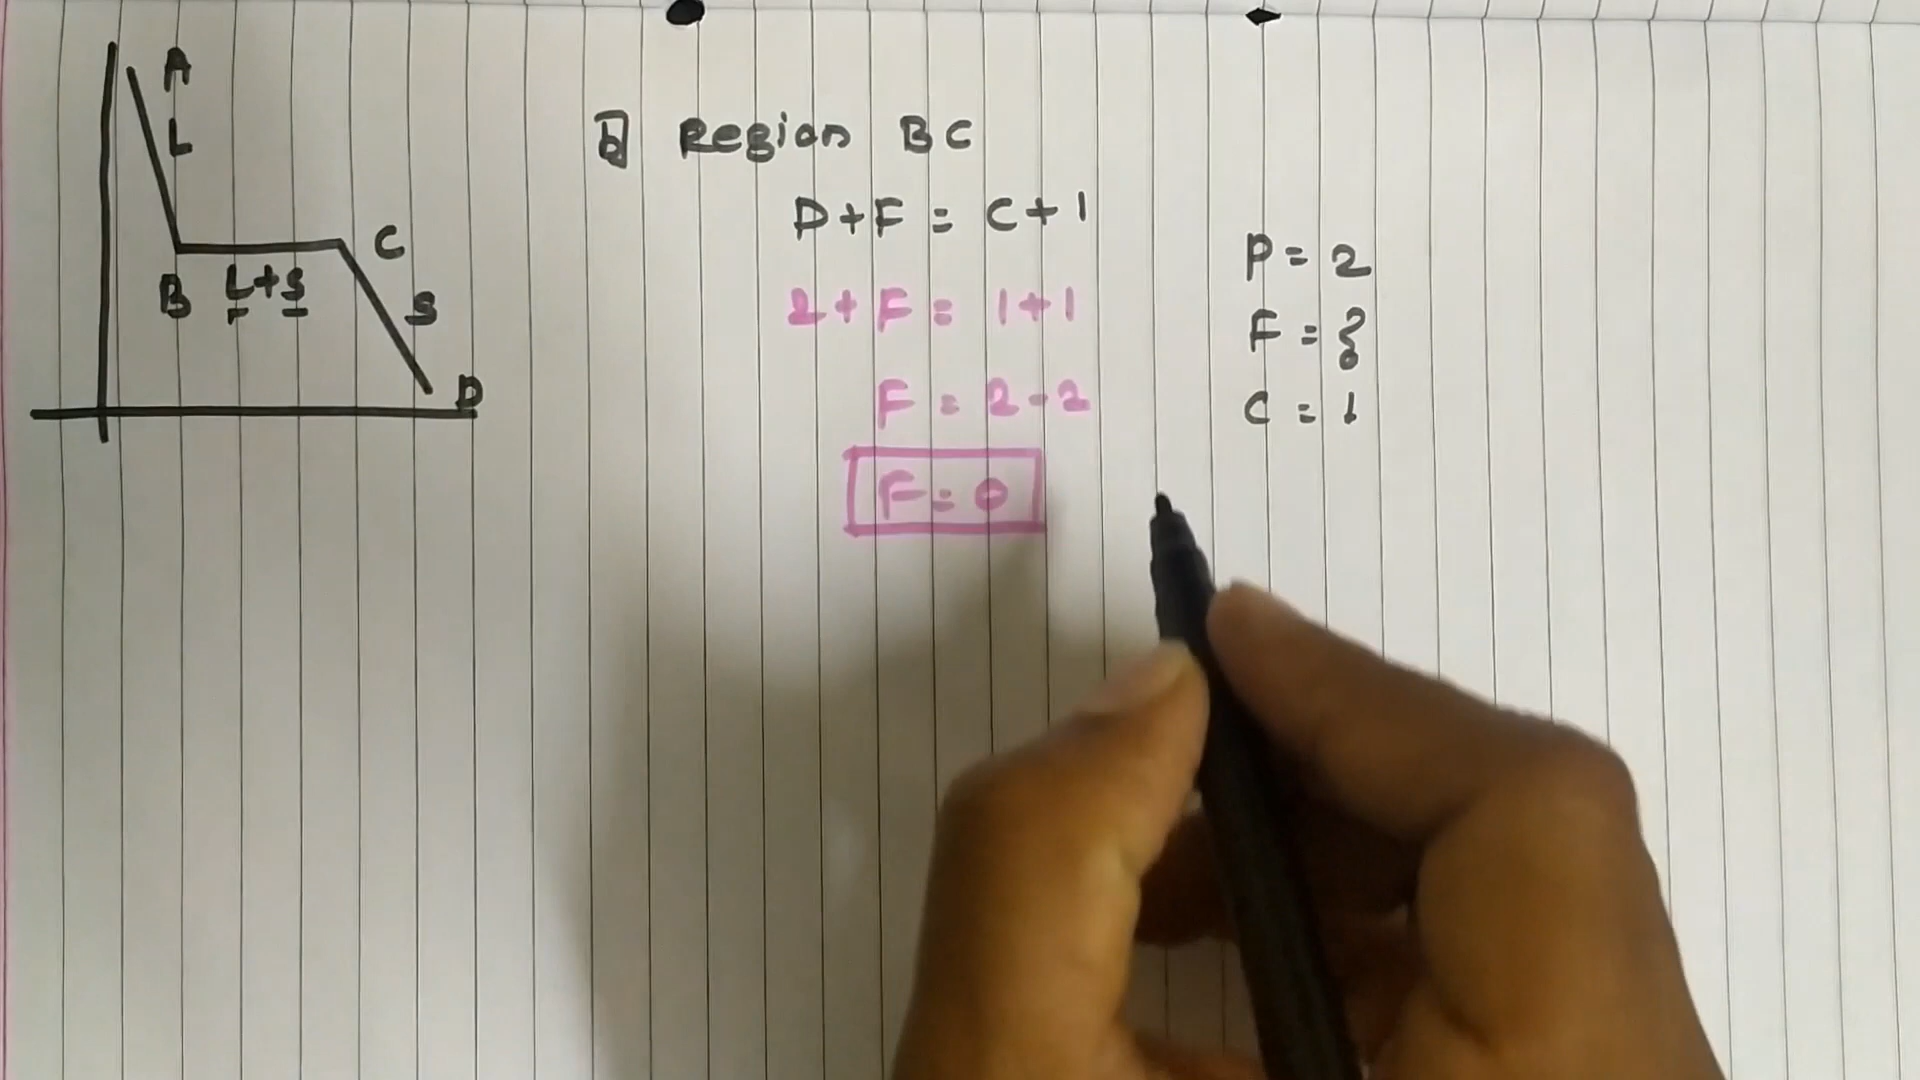 A
L
B
L+S
C
S
D
b] Region BC
P+F = C+1
2+F = 1+1
F = 2-2
F = 0
P = 2
F = ?
C = 1